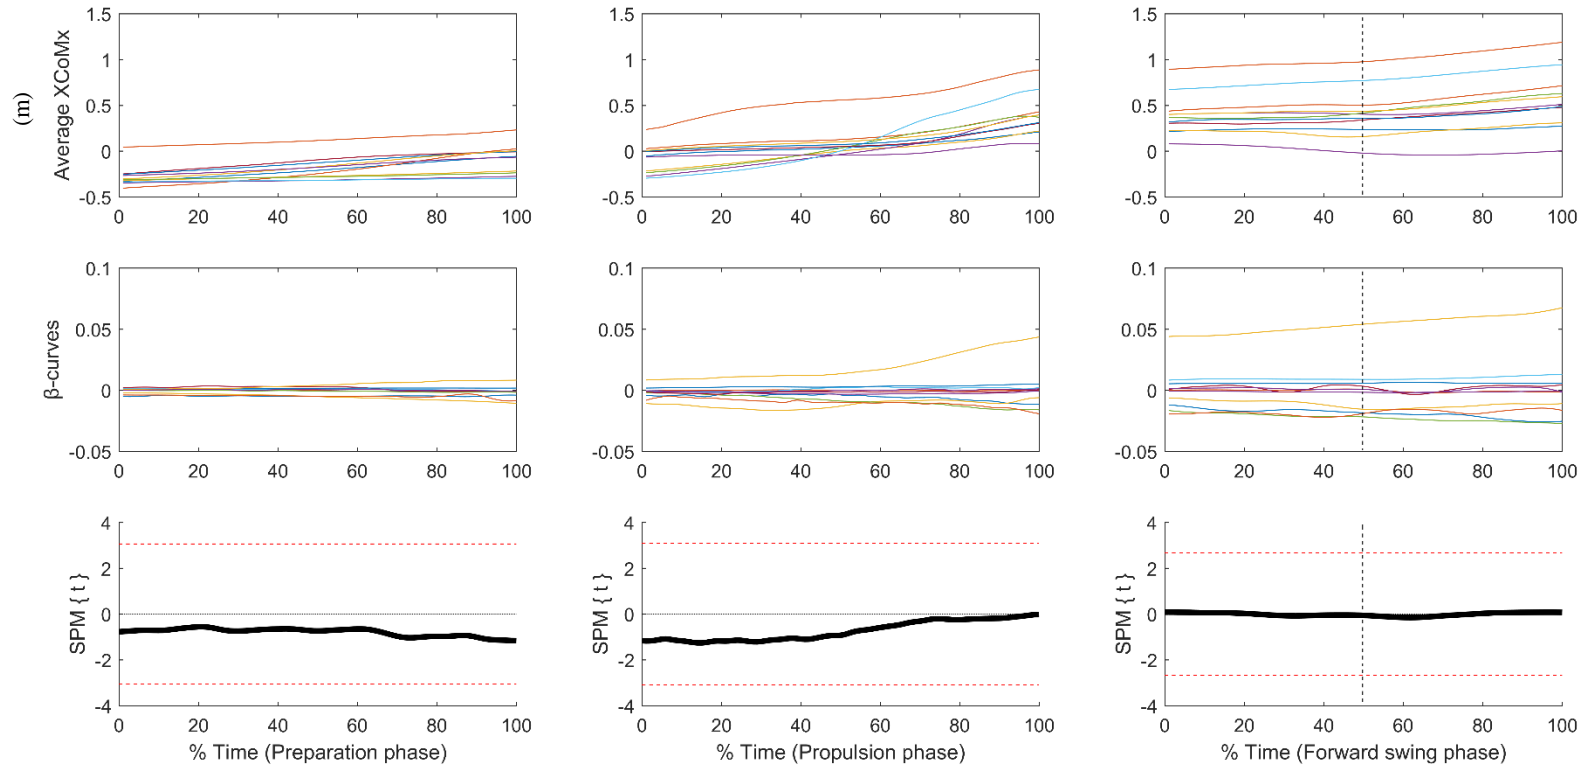 (m)
Average XCoMx
1.5
1
0.5
0
-0.5
0 20 40 60 80 100
1.5
1
0.5
0
-0.5
0 20 40 60 80 100
1.5
1
0.5
0
-0.5
0 20 40 60 80 100
β-curves
0.1
0.05
0
-0.05
0 20 40 60 80 100
0.1
0.05
0
-0.05
0 20 40 60 80 100
0.1
0.05
0
-0.05
0 20 40 60 80 100
SPM { t }
4
2
0
-2
-4
0 20 40 60 80 100
% Time (Preparation phase)
SPM { t }
4
2
0
-2
-4
0 20 40 60 80 100
% Time (Propulsion phase)
SPM { t }
4
2
0
-2
-4
0 20 40 60 80 100
% Time (Forward swing phase)